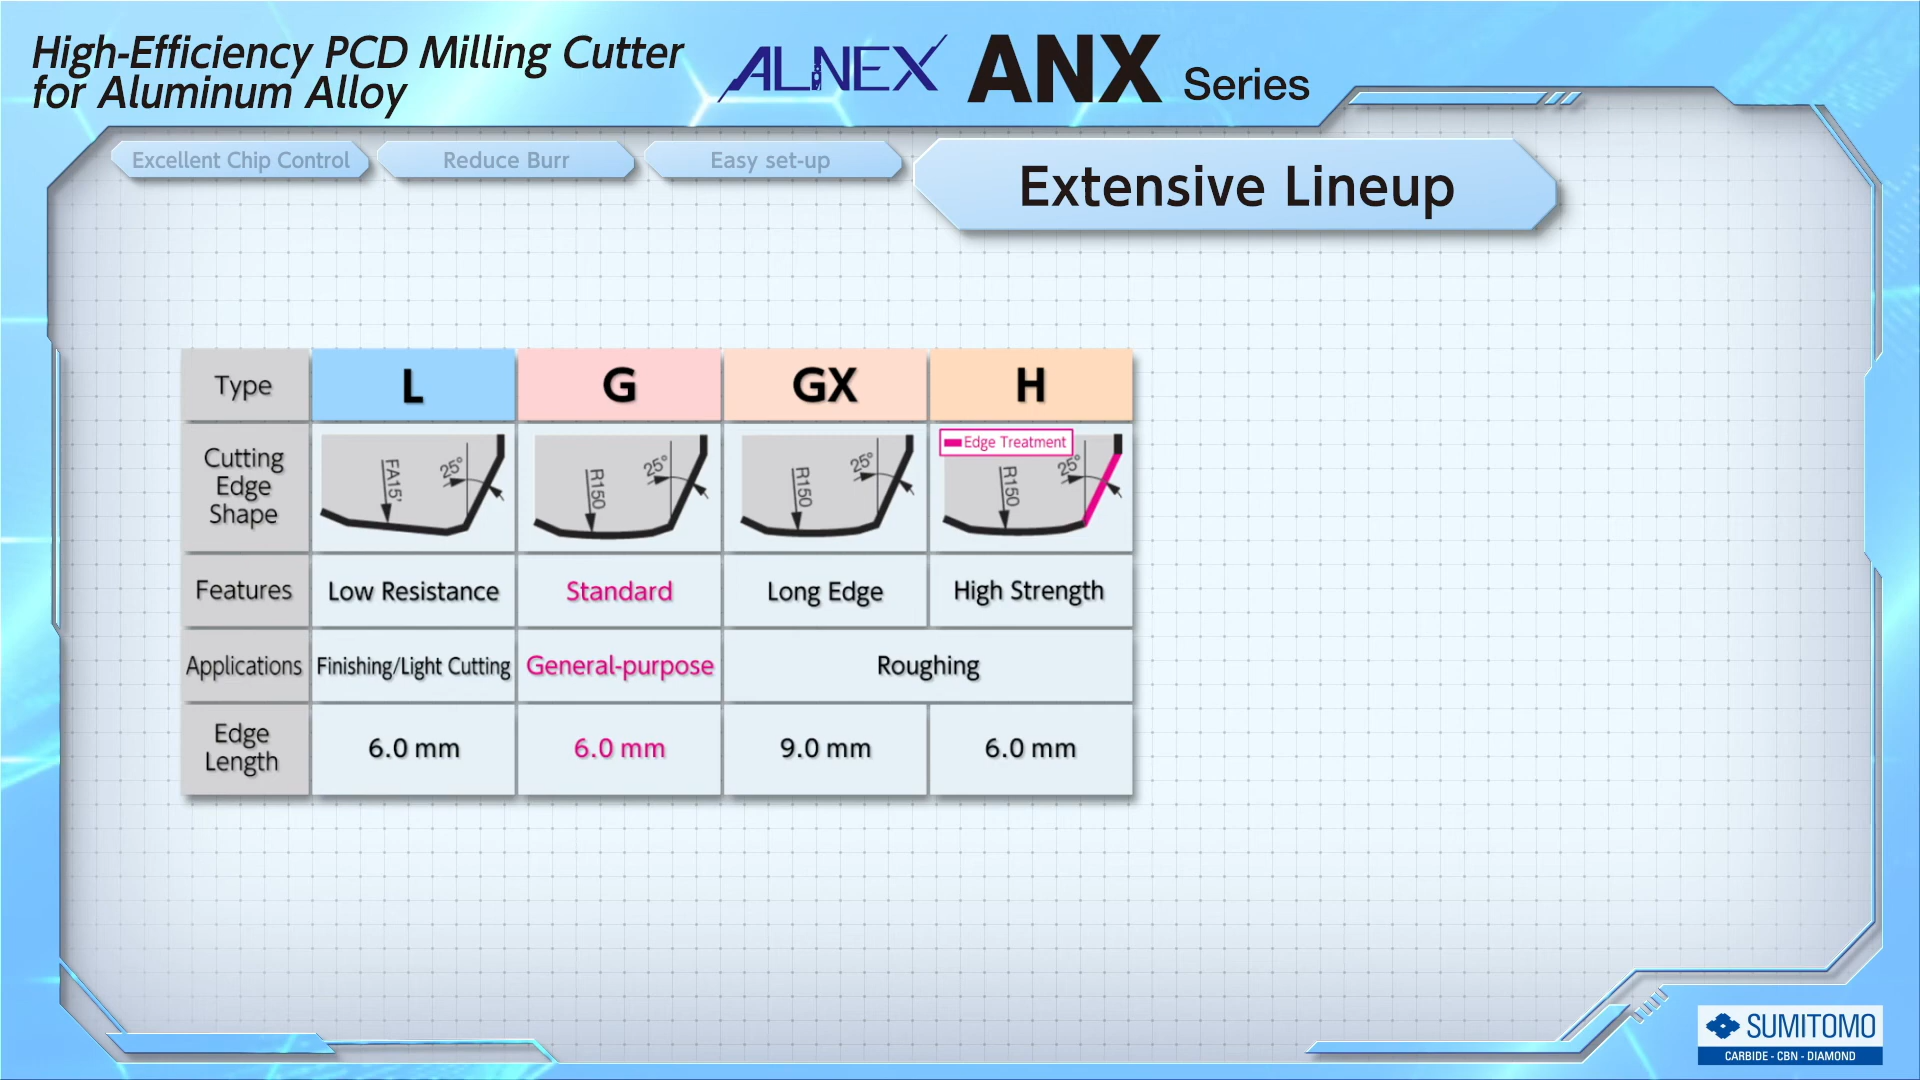 High-Efficiency PCD Milling Cutter
for Aluminum Alloy
ALNEX ANX Series
Excellent Chip Control
Reduce Burr
Easy set-up
Extensive Lineup
Type L G GX H
Cutting
Edge
Shape
FA15' 25°
R150 25°
R150 25°
Edge Treatment
R150 25°
Features Low Resistance Standard Long Edge High Strength
Applications Finishing/Light Cutting General-purpose Roughing
Edge
Length
6.0 mm 6.0 mm 9.0 mm 6.0 mm
SUMITOMO
CARBIDE - CBN - DIAMOND